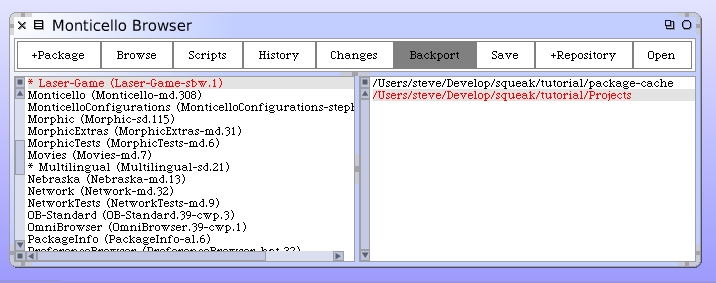 Monticello Browser
+Package Browse Scripts History Changes Backport Save +Repository Open
* Laser-Game (Laser-Game-sbw.1)
Monticello (Monticello-md.308)
MonticelloConfigurations (MonticelloConfigurations-steph
Morphic (Morphic-sd.115)
MorphicExtras (MorphicExtras-md.31)
MorphicTests (MorphicTests-md.6)
Movies (Movies-md.7)
* Multilingual (Multilingual-sd.21)
Nebraska (Nebraska-md.13)
Network (Network-md.32)
NetworkTests (NetworkTests-md.9)
OB-Standard (OB-Standard.39-cwp.3)
OmniBrowser (OmniBrowser.39-cwp.1)
PackageInfo (PackageInfo-al.6)
PreferenceBrowser (PreferenceBrowser-hpt.32)
/Users/steve/Develop/squeak/tutorial/package-cache
/Users/steve/Develop/squeak/tutorial/Projects